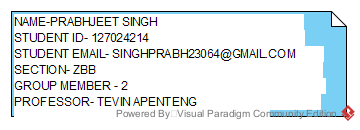 NAME-PRABHJEET SINGH
STUDENT ID- 127024214
STUDENT EMAIL- SINGHPRABH23064@GMAIL.COM
SECTION- ZBB
GROUP MEMBER - 2
PROFESSOR- TEVIN APENTENG
Powered By Visual Paradigm Community Edition